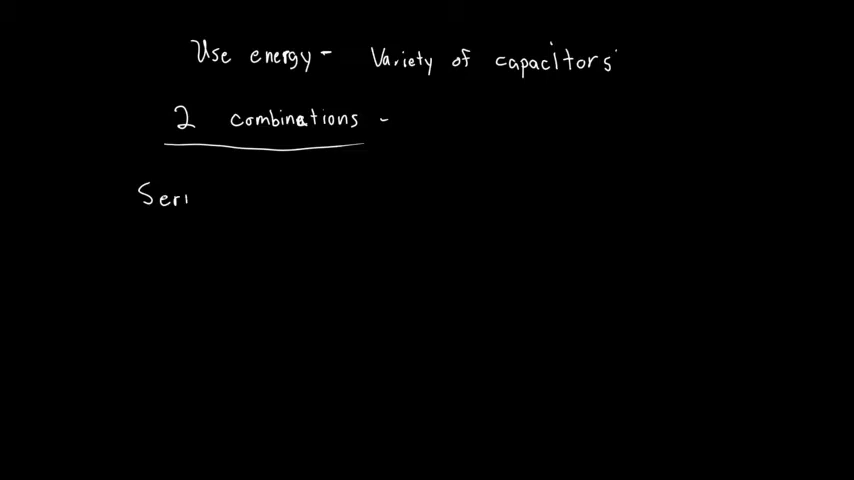 Use energy - Variety of capacitors
2 combinations -
Seri